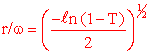 r/ω = (−ℓn (1−T) / 2)^½